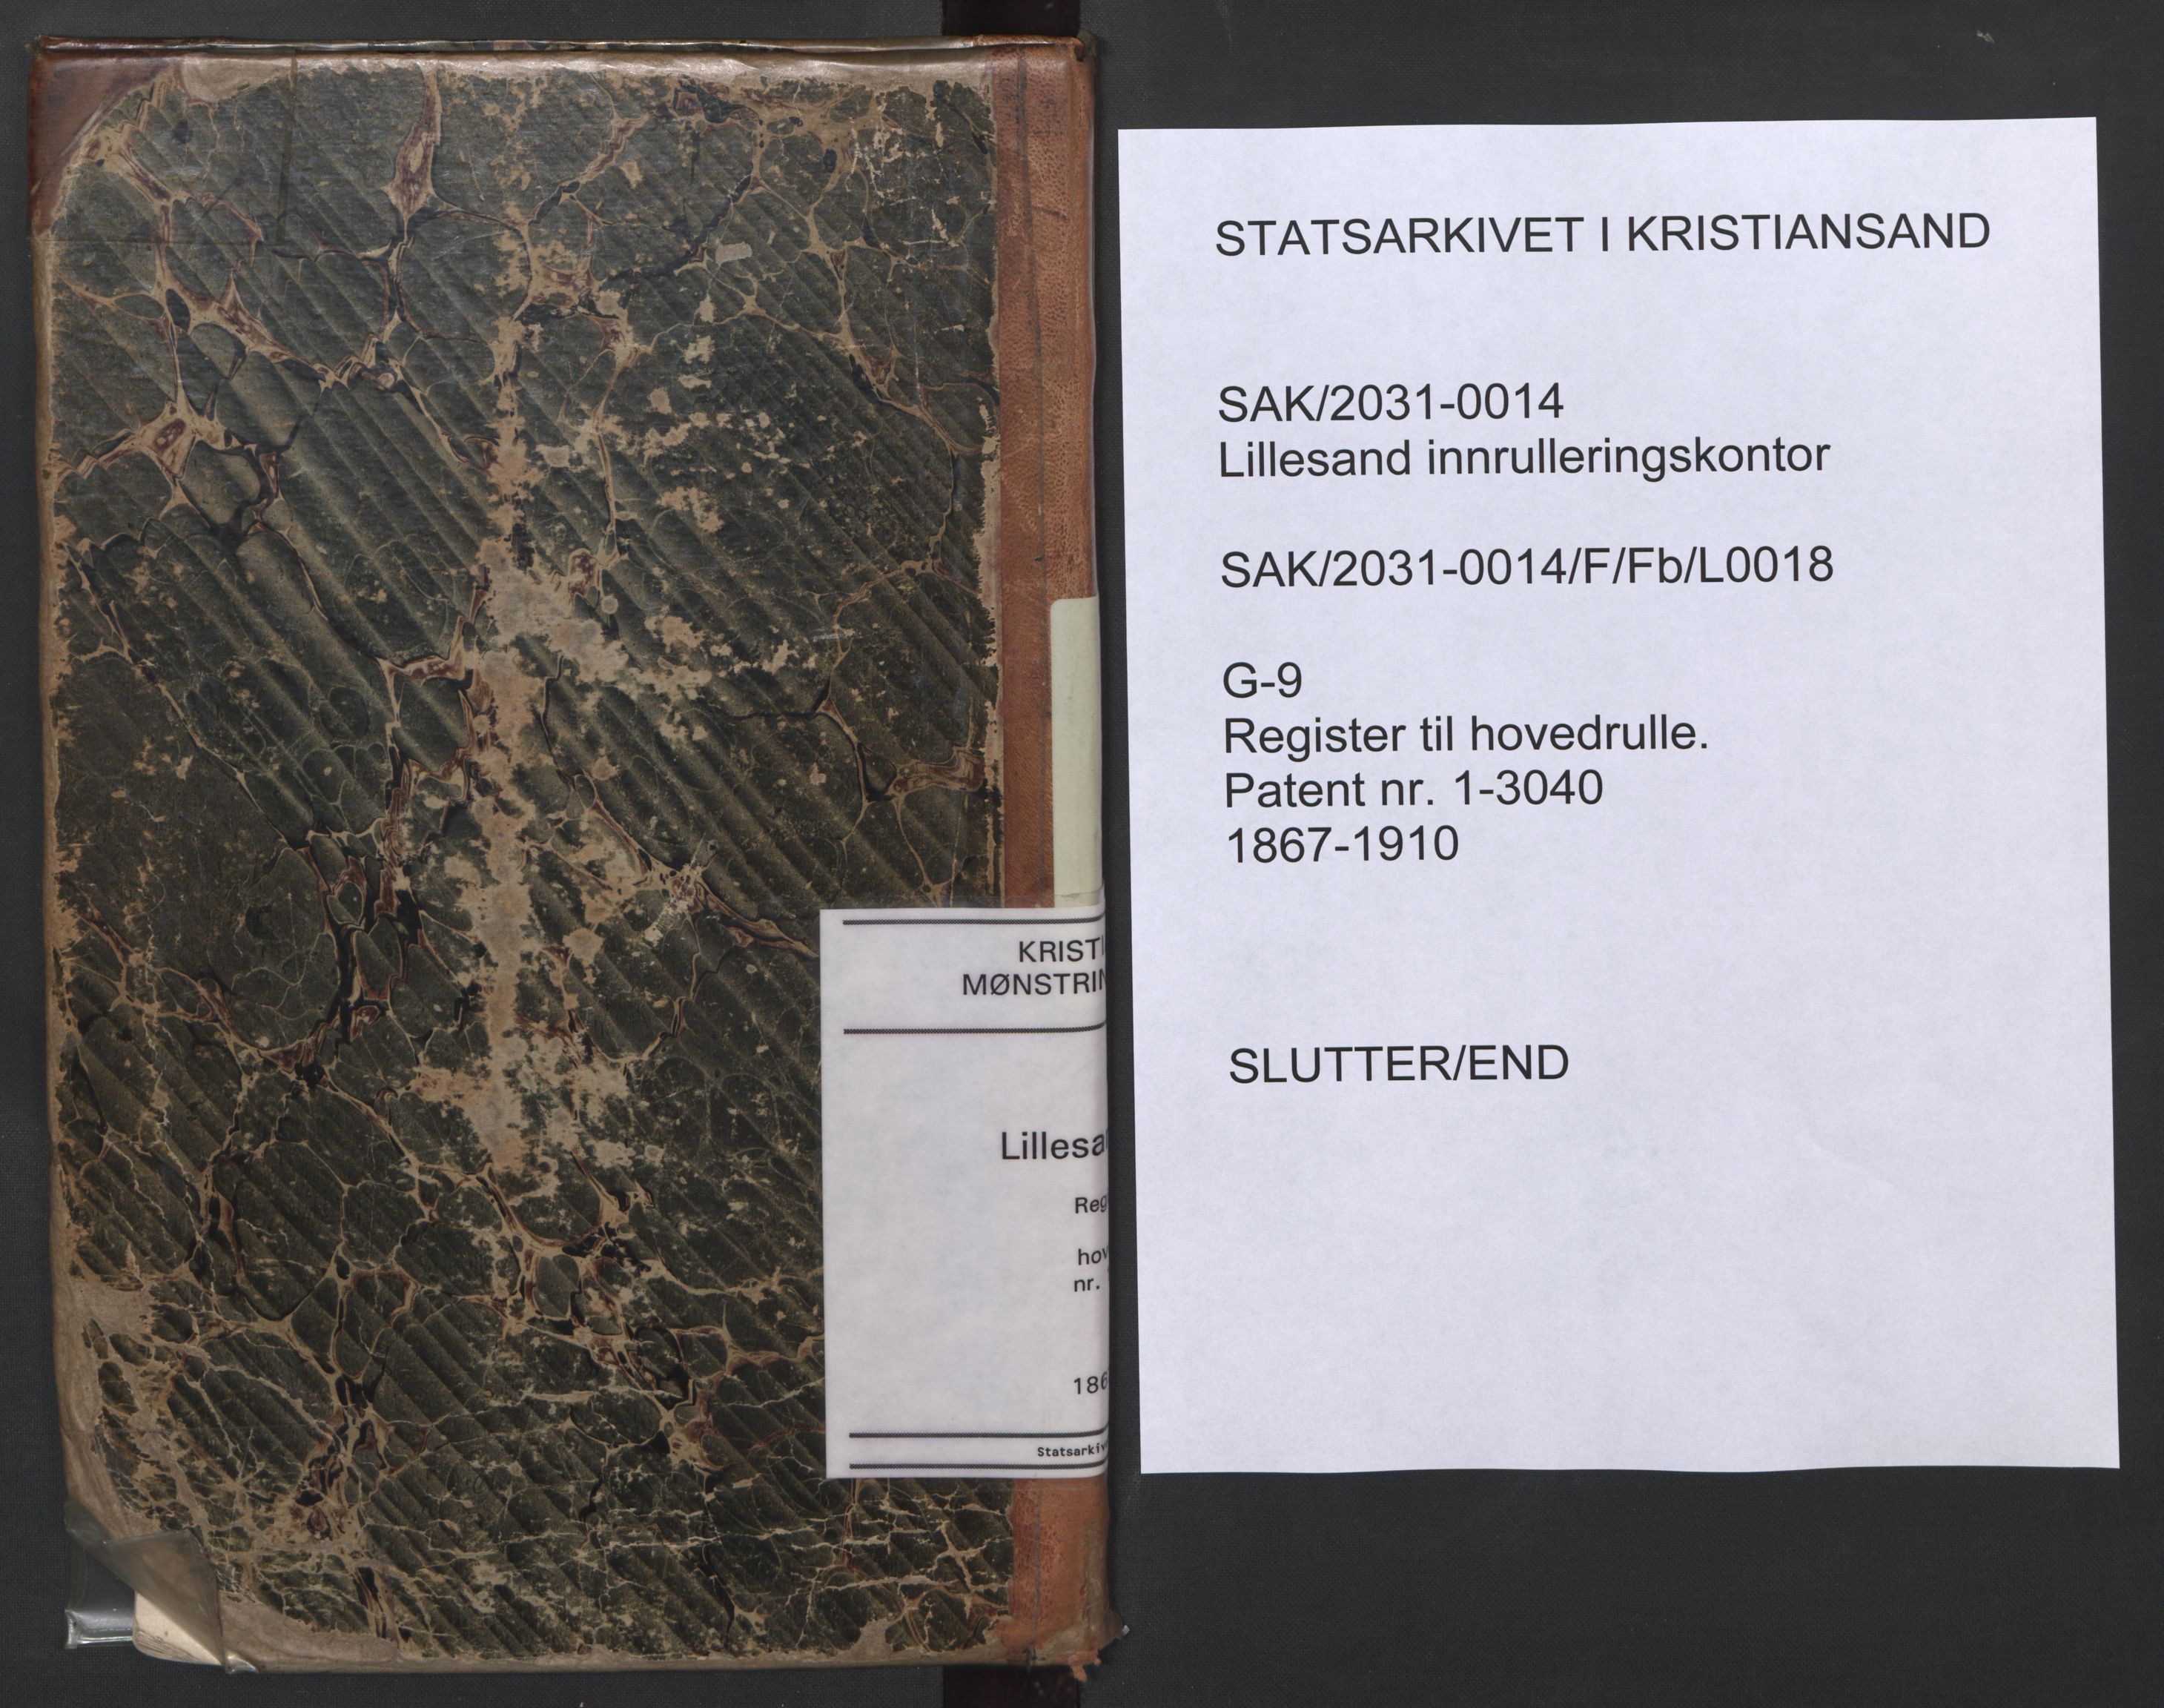 KRISTI
MØNSTRIN
Lillesa
Reg
hov
nr.
186
Statsarkiv
STATSARKIVET I KRISTIANSAND
SAK/2031-0014
Lillesand innrulleringskontor
SAK/2031-0014/F/Fb/L0018
G-9
Register til hovedrulle.
Patent nr. 1-3040
1867-1910
SLUTTER/END